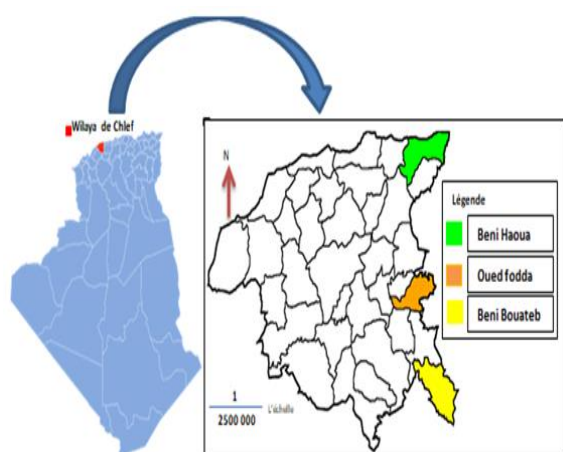 Wilaya de Chlef
N
Légende
Beni Haoua
Oued fodda
Beni Bouateb
1
2500 000
L'échelle